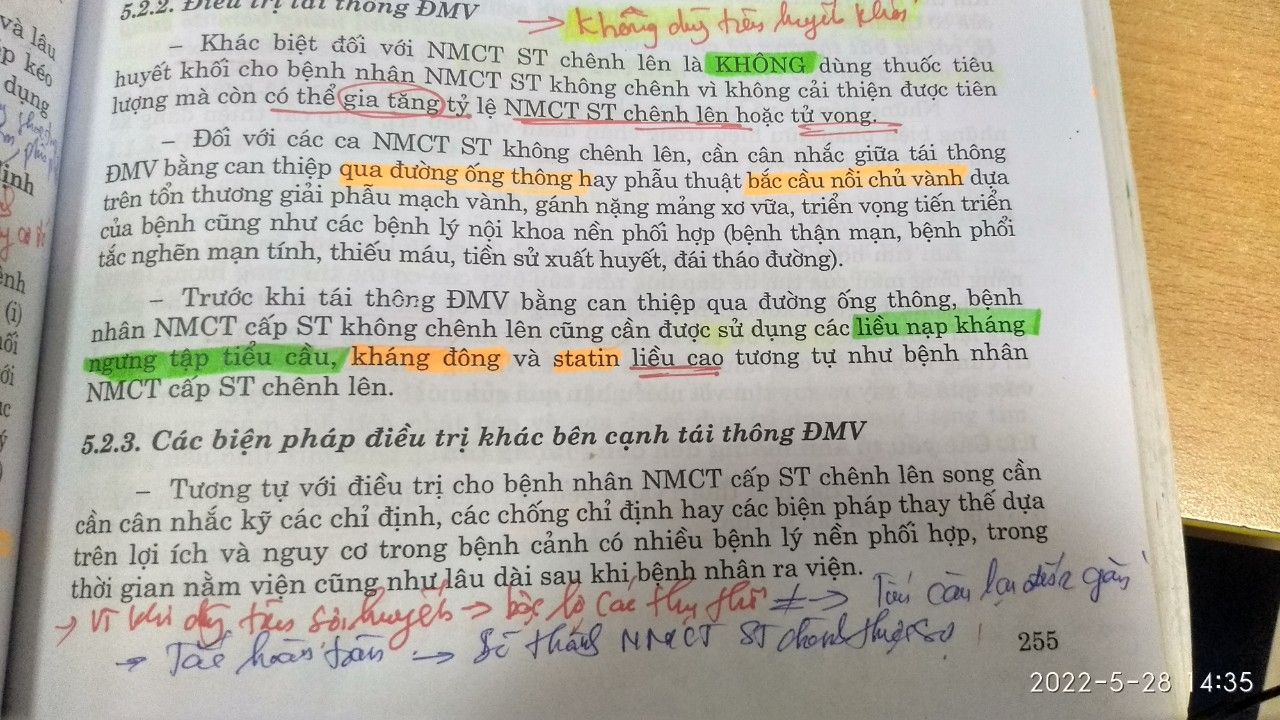 5.2.2. Điều trị tái thông ĐMV
→ Không dùng tiêu huyết khối
– Khác biệt đối với NMCT ST chênh lên là KHÔNG dùng thuốc tiêu
huyết khối cho bệnh nhân NMCT ST không chênh vì không cải thiện được tiên
lượng mà còn có thể gia tăng tỷ lệ NMCT ST chênh lên hoặc tử vong.
– Đối với các ca NMCT ST không chênh lên, cần cân nhắc giữa tái thông
ĐMV bằng can thiệp qua đường ống thông hay phẫu thuật bắc cầu nồi chủ vành dựa
trên tổn thương giải phẫu mạch vành, gánh nặng mảng xơ vữa, triển vọng tiến triển
của bệnh cũng như các bệnh lý nội khoa nền phối hợp (bệnh thận mạn, bệnh phổi
tắc nghẽn mạn tính, thiếu máu, tiền sử xuất huyết, đái tháo đường).
– Trước khi tái thông ĐMV bằng can thiệp qua đường ống thông, bệnh
nhân NMCT cấp ST không chênh lên cũng cần được sử dụng các liều nạp kháng
ngưng tập tiểu cầu, kháng đông và statin liều cao tương tự như bệnh nhân
NMCT cấp ST chênh lên.
5.2.3. Các biện pháp điều trị khác bên cạnh tái thông ĐMV
– Tương tự với điều trị cho bệnh nhân NMCT cấp ST chênh lên song cần
cần cân nhắc kỹ các chỉ định, các chống chỉ định hay các biện pháp thay thế dựa
trên lợi ích và nguy cơ trong bệnh cảnh có nhiều bệnh lý nền phối hợp, trong
thời gian nằm viện cũng như lâu dài sau khi bệnh nhân ra viện.
→ Vì khi dùng tiêu sợi huyết → bộc lộ các thụ thể ≠ →
→ Tắc hoàn toàn → Sẽ thành NMCT ST chênh
255
và lâu
p kéo
dụng
ính
ênh
(i)
2022-5-28 14:35